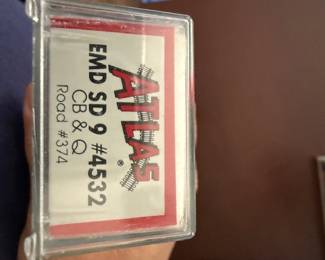 ATLAS®
EMD SD 9 #4532
CB & Q
Road #374